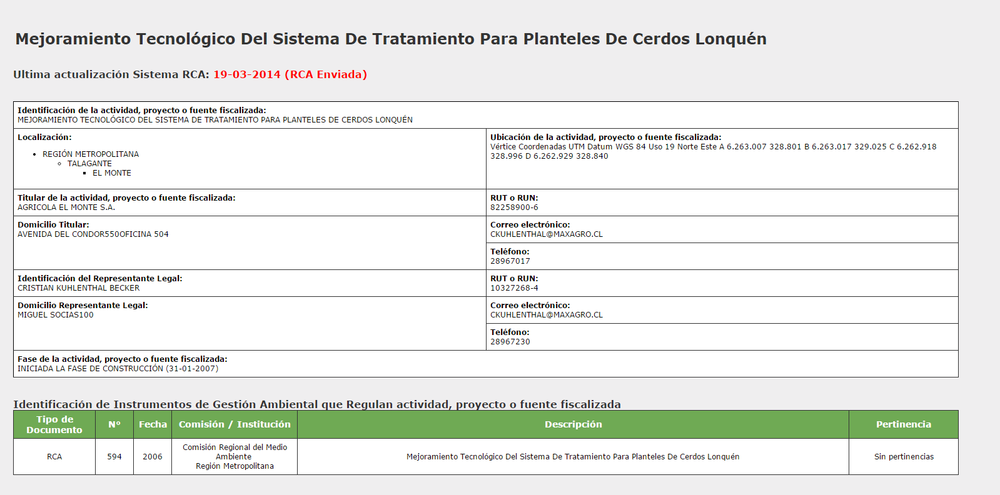 Mejoramiento Tecnológico Del Sistema De Tratamiento Para Planteles De Cerdos Lonquén
Ultima actualización Sistema RCA: 19-03-2014 (RCA Enviada)
Identificación de la actividad, proyecto o fuente fiscalizada:
MEJORAMIENTO TECNOLÓGICO DEL SISTEMA DE TRATAMIENTO PARA PLANTELES DE CERDOS LONQUÉN
Localización:
REGIÓN METROPOLITANA
TALAGANTE
EL MONTE
Ubicación de la actividad, proyecto o fuente fiscalizada:
Vértice Coordenadas UTM Datum WGS 84 Uso 19 Norte Este A 6.263.007 328.801 B 6.263.017 329.025 C 6.262.918
328.996 D 6.262.929 328.840
Titular de la actividad, proyecto o fuente fiscalizada:
AGRICOLA EL MONTE S.A.
RUT o RUN:
82258900-6
Domicilio Titular:
AVENIDA DEL CONDOR550OFICINA 504
Correo electrónico:
CKUHLENTHAL@MAXAGRO.CL
Teléfono:
28967017
Identificación del Representante Legal:
CRISTIAN KUHLENTHAL BECKER
RUT o RUN:
10327268-4
Domicilio Representante Legal:
MIGUEL SOCIAS100
Correo electrónico:
CKUHLENTHAL@MAXAGRO.CL
Teléfono:
28967230
Fase de la actividad, proyecto o fuente fiscalizada:
INICIADA LA FASE DE CONSTRUCCIÓN (31-01-2007)
Identificación de Instrumentos de Gestión Ambiental que Regulan actividad, proyecto o fuente fiscalizada
Tipo de
Documento
Nº
Fecha
Comisión / Institución
Descripción
Pertinencia
RCA
594
2006
Comisión Regional del Medio
Ambiente
Región Metropolitana
Mejoramiento Tecnológico Del Sistema De Tratamiento Para Planteles De Cerdos Lonquén
Sin pertinencias